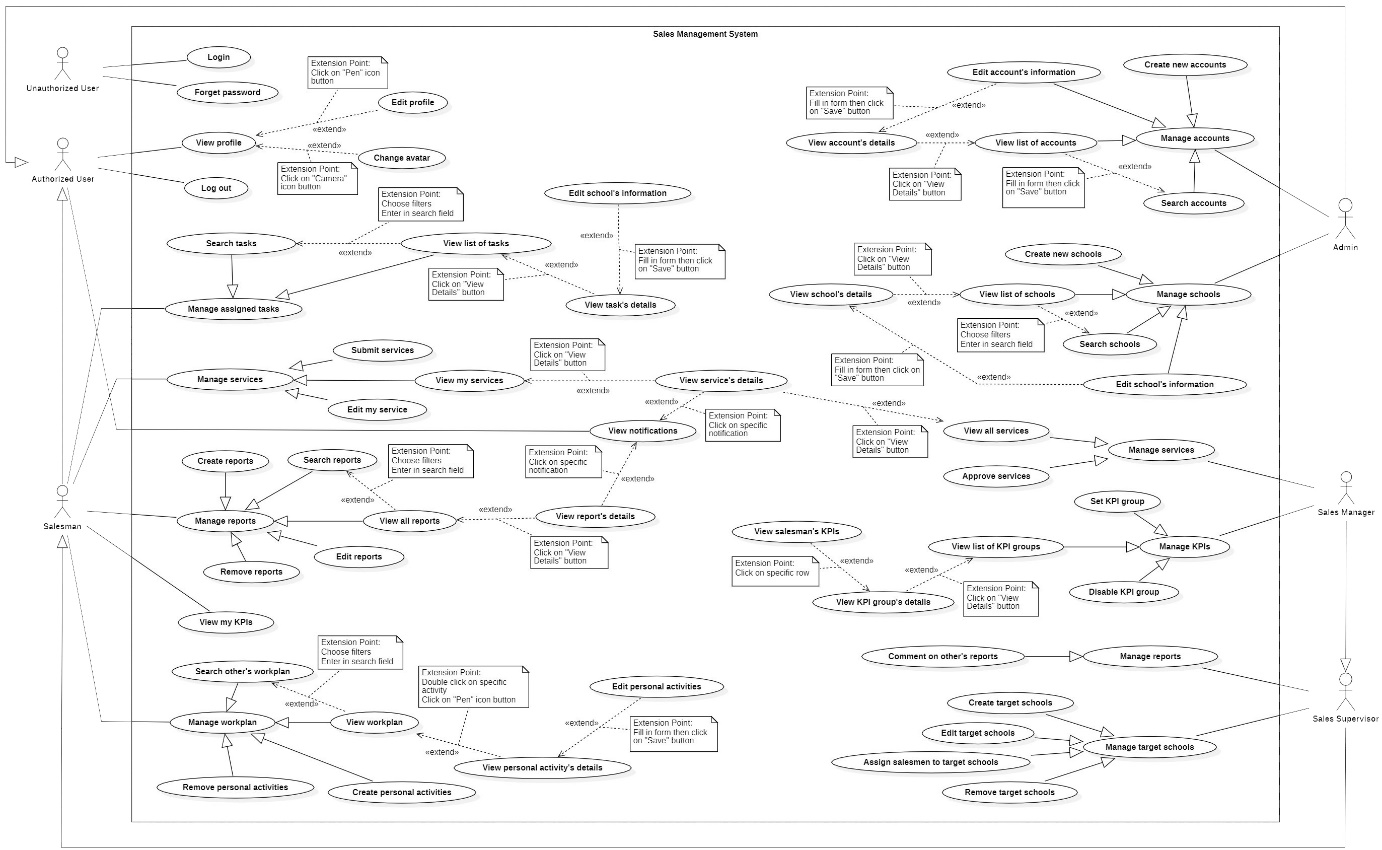 Sales Management System
Unauthorized User
Login
Forget password
Extension Point:
Click on "Pen" icon
button
Edit profile
«extend»
View profile
Authorized User
«extend»
Change avatar
Extension Point:
Click on "Camera"
icon button
Log out
Extension Point:
Choose filters
Enter in search field
Search tasks
«extend»
View list of tasks
Edit school's information
«extend»
Extension Point:
Fill in form then click
on "Save" button
«extend»
Extension Point:
Click on "View
Details" button
View task's details
Manage assigned tasks
Submit services
Extension Point:
Click on "View
Details" button
Manage services
View my services
«extend»
View service's details
Edit my service
«extend»
Extension Point:
Click on specific
notification
View notifications
Extension Point:
Click on specific
notification
«extend»
Create reports
Search reports
Extension Point:
Choose filters
Enter in search field
«extend»
Salesman
Manage reports
View all reports
«extend»
View report's details
Extension Point:
Click on "View
Details" button
Edit reports
Remove reports
View my KPIs
Extension Point:
Choose filters
Enter in search field
Search other's workplan
«extend»
Manage workplan
View workplan
Extension Point:
Double click on specific
activity
Click on "Pen" icon button
«extend»
Edit personal activities
«extend»
Extension Point:
Fill in form then click
on "Save" button
View personal activity's details
Remove personal activities
Create personal activities
Edit account's information
Create new accounts
Extension Point:
Fill in form then click
on "Save" button
«extend»
View account's details
«extend»
View list of accounts
Manage accounts
Extension Point:
Click on "View
Details" button
Extension Point:
Fill in form then click
on "Save" button
«extend»
Search accounts
Admin
Extension Point:
Click on "View
Details" button
Create new schools
View school's details
«extend»
View list of schools
Manage schools
Extension Point:
Choose filters
Enter in search field
«extend»
Search schools
Extension Point:
Fill in form then click on
"Save" button
«extend»
Edit school's information
«extend»
Extension Point:
Click on "View
Details" button
View all services
Manage services
Approve services
Sales Manager
Set KPI group
View salesman's KPIs
Extension Point:
Click on specific row
«extend»
View list of KPI groups
Manage KPIs
«extend»
Extension Point:
Click on "View
Details" button
View KPI group's details
Disable KPI group
Comment on other's reports
Manage reports
Sales Supervisor
Create target schools
Edit target schools
Manage target schools
Assign salesmen to target schools
Remove target schools